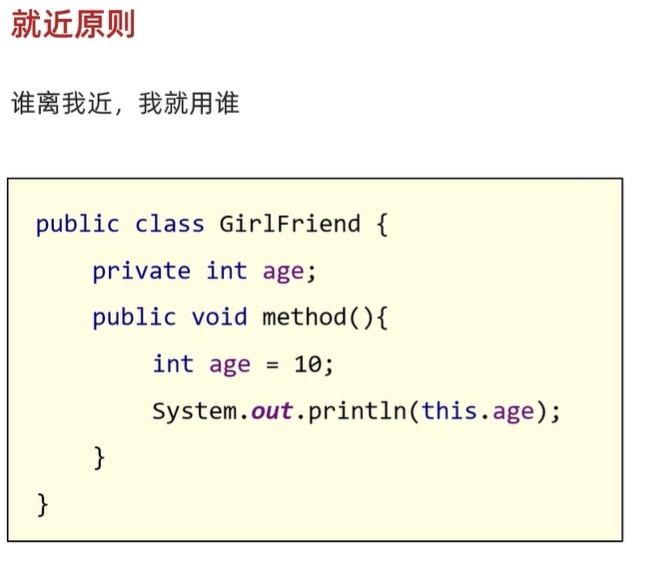 就近原则
谁离我近，我就用谁
public class GirlFriend {
    private int age;
    public void method(){
        int age = 10;
        System.out.println(this.age);
    }
}